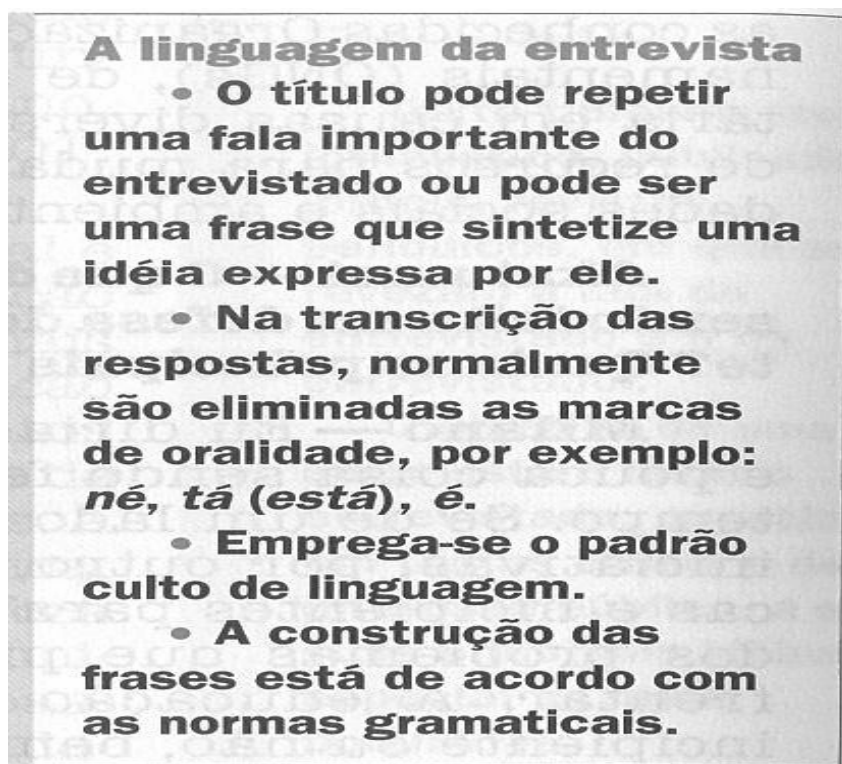 A linguagem da entrevista
• O título pode repetir
uma fala importante do
entrevistado ou pode ser
uma frase que sintetize uma
idéia expressa por ele.
• Na transcrição das
respostas, normalmente
são eliminadas as marcas
de oralidade, por exemplo:
né, tá (está), é.
• Emprega-se o padrão
culto de linguagem.
• A construção das
frases está de acordo com
as normas gramaticais.